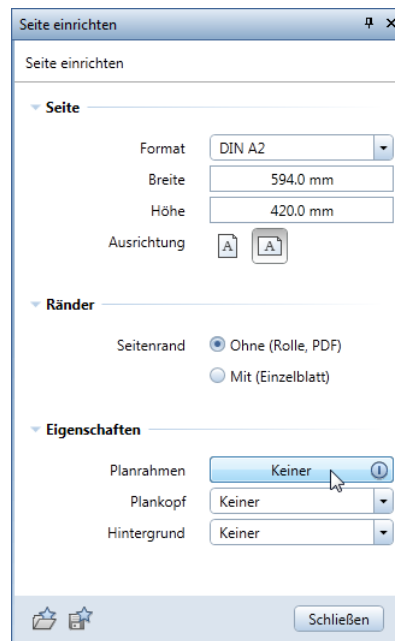 Seite einrichten
Seite einrichten
Seite
Format DIN A2
Breite 594.0 mm
Höhe 420.0 mm
Ausrichtung A A
Ränder
Seitenrand Ohne (Rolle, PDF)
Mit (Einzelblatt)
Eigenschaften
Planrahmen Keiner
Plankopf Keiner
Hintergrund Keiner
Schließen